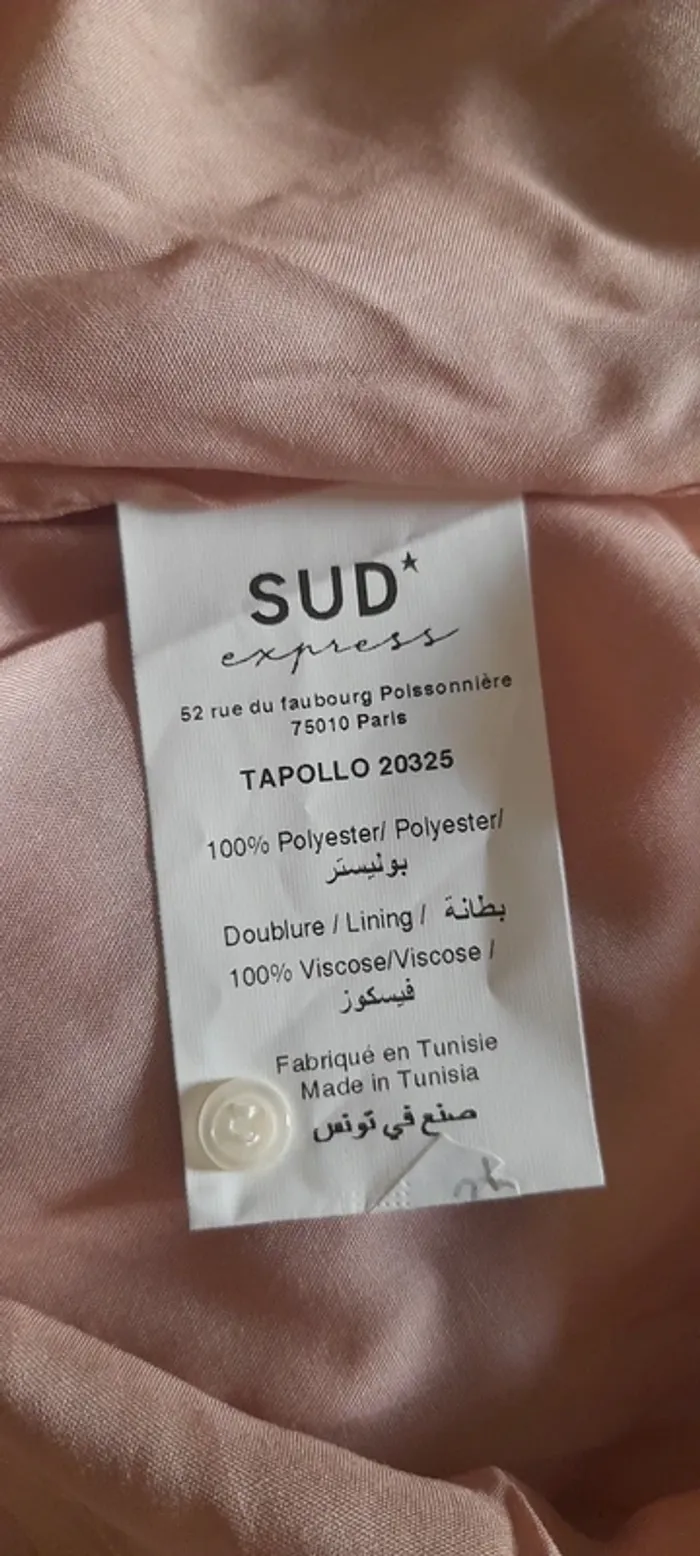 SUD★
express
52 rue du faubourg Poissonnière
75010 Paris
TAPOLLO 20325
100% Polyester/ Polyester/
بوليستر
Doublure / Lining / بطانة
100% Viscose/Viscose /
فيسكوز
Fabriqué en Tunisie
Made in Tunisia
صنع في تونس